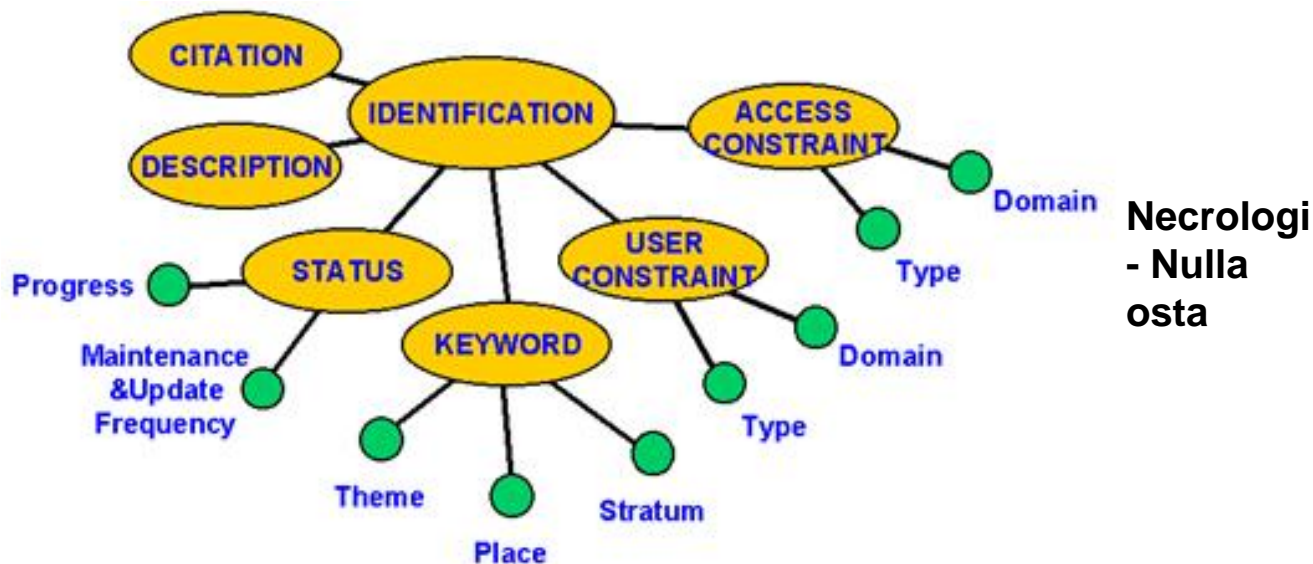 CITATION
IDENTIFICATION
ACCESS
CONSTRAINT
DESCRIPTION
Domain
Type
USER
CONSTRAINT
STATUS
Progress
KEYWORD
Domain
Maintenance
&Update
Frequency
Type
Theme
Stratum
Place
Necrologi
- Nulla
osta